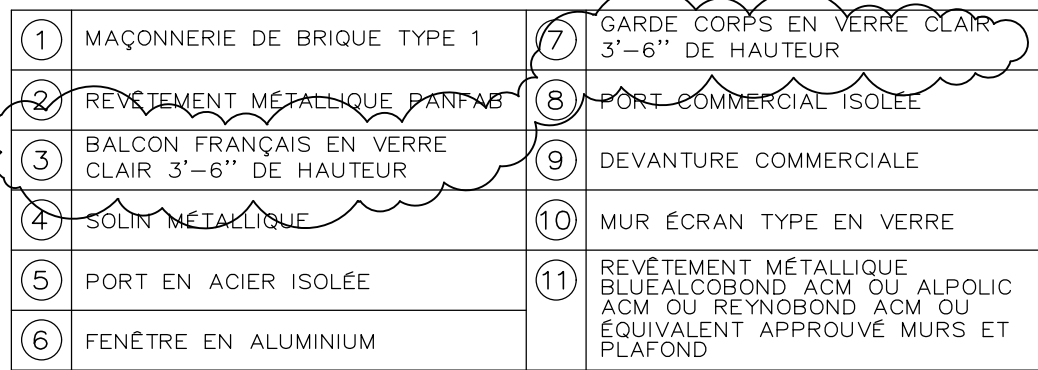 1 MAÇONNERIE DE BRIQUE TYPE 1
2 REVÊTEMENT MÉTALLIQUE PANFAB
3 BALCON FRANÇAIS EN VERRE
CLAIR 3'-6'' DE HAUTEUR
4 SOLIN MÉTALLIQUE
5 PORT EN ACIER ISOLÉE
6 FENÊTRE EN ALUMINIUM
7 GARDE CORPS EN VERRE CLAIR
3'-6'' DE HAUTEUR
8 PORT COMMERCIAL ISOLÉE
9 DEVANTURE COMMERCIALE
10 MUR ÉCRAN TYPE EN VERRE
11 REVÊTEMENT MÉTALLIQUE
BLUEALCOBOND ACM OU ALPOLIC
ACM OU REYNOBOND ACM OU
ÉQUIVALENT APPROUVÉ MURS ET
PLAFOND